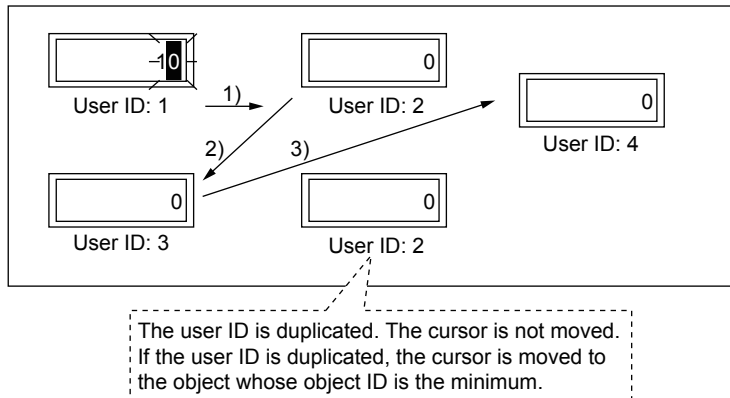 10
0
User ID: 1
1)
User ID: 2
0
User ID: 4
2)
3)
0
0
User ID: 3
User ID: 2
The user ID is duplicated. The cursor is not moved.
If the user ID is duplicated, the cursor is moved to
the object whose object ID is the minimum.